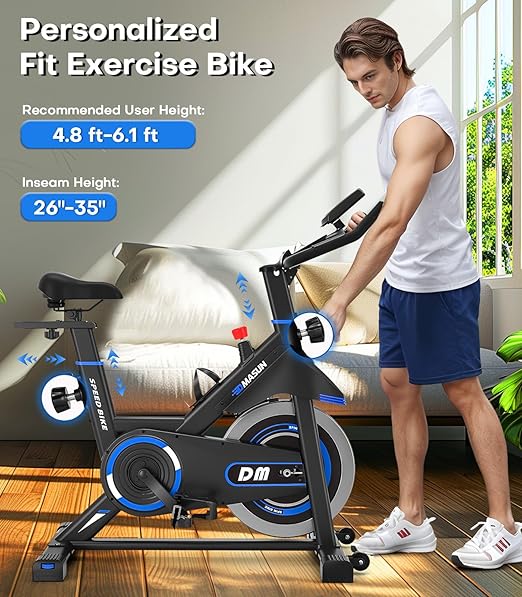 Personalized
Fit Exercise Bike
Recommended User Height:
4.8 ft-6.1 ft
Inseam Height:
26"-35"
DMASUN
SPEED BIKE
DM